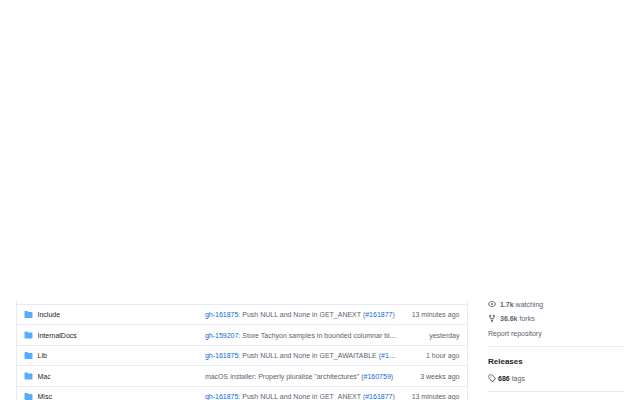 Include gh-161875: Push NULL and None in GET_ANEXT (#161877) 13 minutes ago
InternalDocs gh-159207: Store Tachyon samples in bounded columnar bl... yesterday
Lib gh-161875: Push NULL and None in GET_AWAITABLE (#1... 1 hour ago
Mac macOS installer: Properly pluralise "architectures" (#160759) 3 weeks ago
Misc gh-161875: Push NULL and None in GET_ANEXT (#161877) 13 minutes ago
1.7k watching
36.6k forks
Report repository
Releases
686 tags